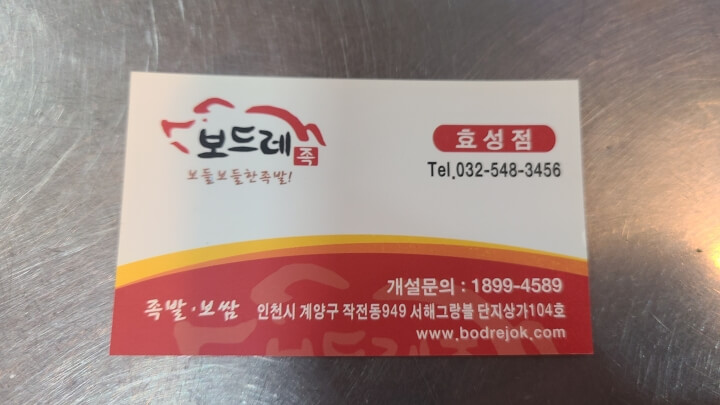 보드레 족
보들보들한족발!
효성점
Tel.032-548-3456
개설문의 : 1899-4589
족발·보쌈 인천시 계양구 작전동949 서해그랑블 단지상가104호
www.bodrejok.com